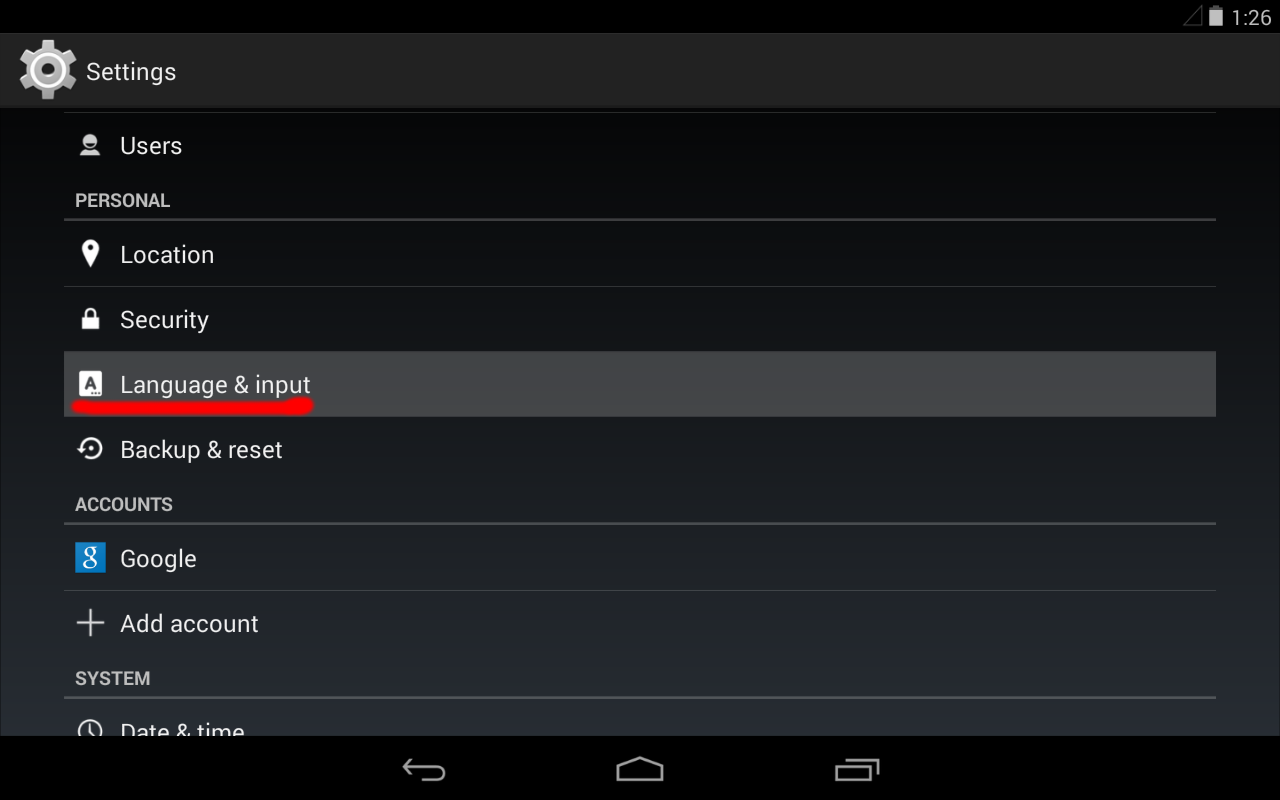 1:26
Settings
Users
PERSONAL
Location
Security
Language & input
Backup & reset
ACCOUNTS
Google
Add account
SYSTEM
Date & time